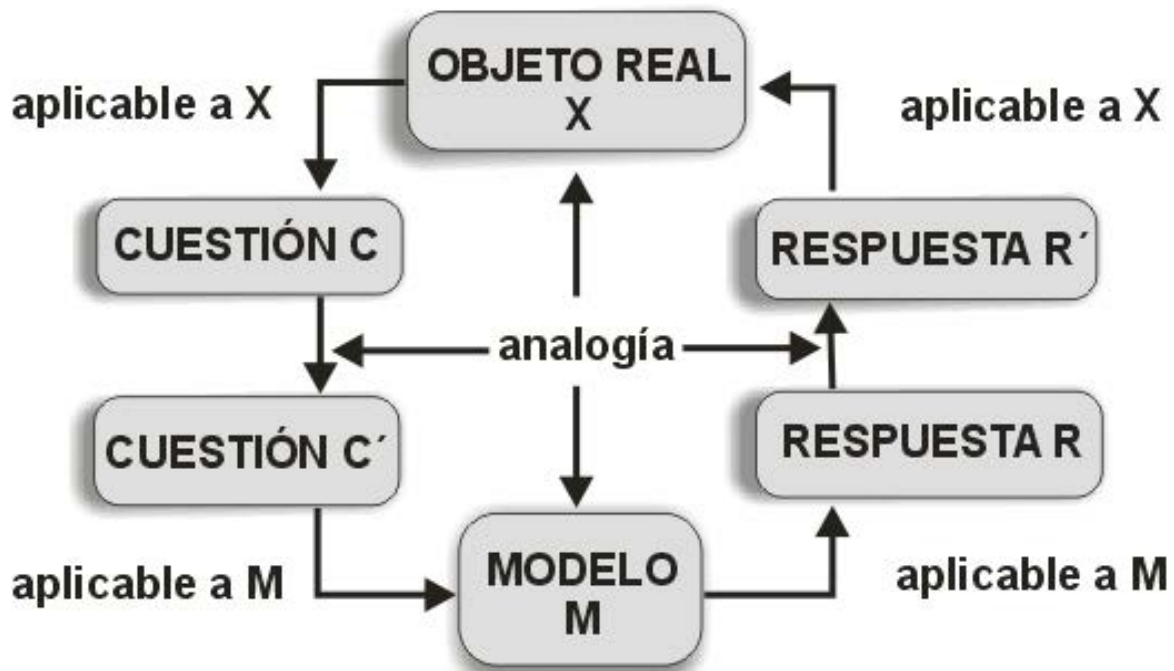 OBJETO REAL
X
aplicable a X
aplicable a X
CUESTIÓN C
RESPUESTA R´
analogía
CUESTIÓN C´
RESPUESTA R
MODELO
M
aplicable a M
aplicable a M